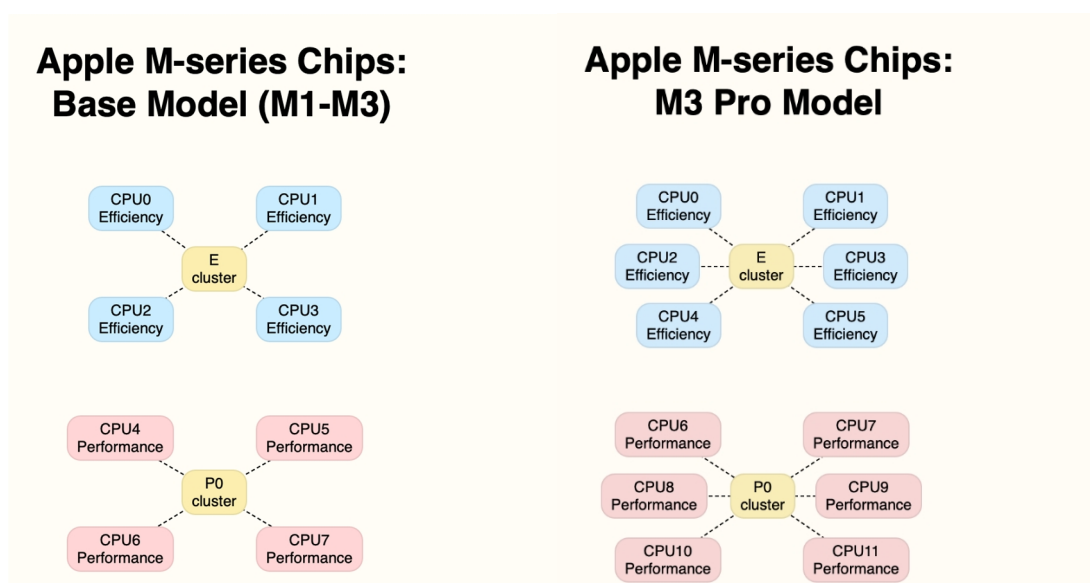 Apple M-series Chips:
Base Model (M1-M3)
CPU0
Efficiency
CPU1
Efficiency
E
cluster
CPU2
Efficiency
CPU3
Efficiency
CPU4
Performance
CPU5
Performance
P0
cluster
CPU6
Performance
CPU7
Performance
Apple M-series Chips:
M3 Pro Model
CPU0
Efficiency
CPU1
Efficiency
CPU2
Efficiency
E
cluster
CPU3
Efficiency
CPU4
Efficiency
CPU5
Efficiency
CPU6
Performance
CPU7
Performance
CPU8
Performance
P0
cluster
CPU9
Performance
CPU10
Performance
CPU11
Performance